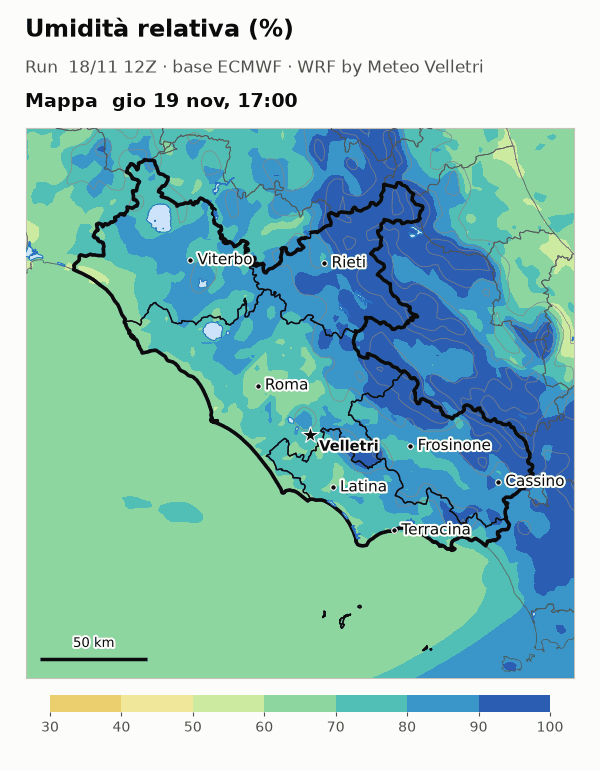 Umidità relativa (%)
Run  18/11 12Z · base ECMWF · WRF by Meteo Velletri
Mappa  gio 19 nov, 17:00
Viterbo
Rieti
Roma
Velletri
Frosinone
Cassino
Latina
Terracina
50 km
30 40 50 60 70 80 90 100